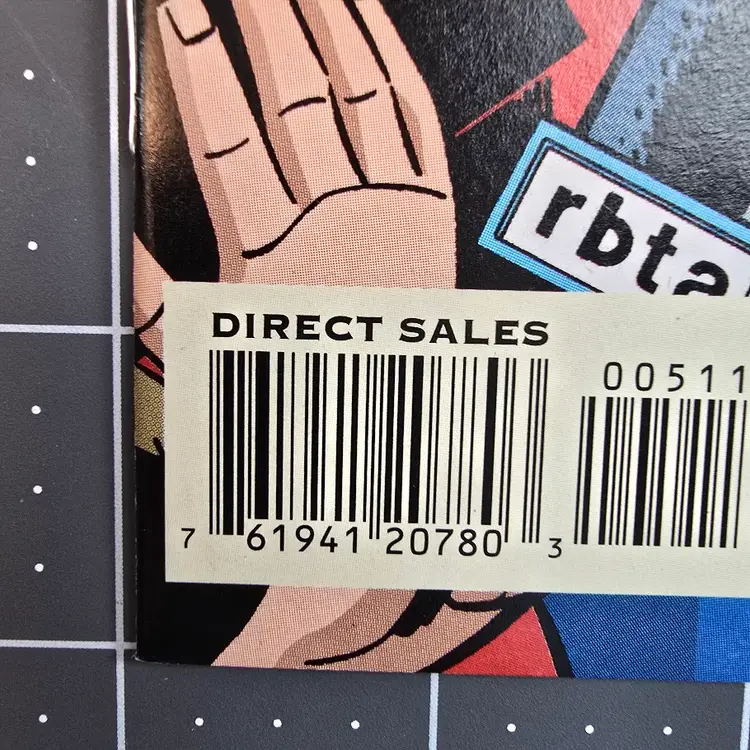 rbta
DIRECT SALES
00511
7 61941 20780 3